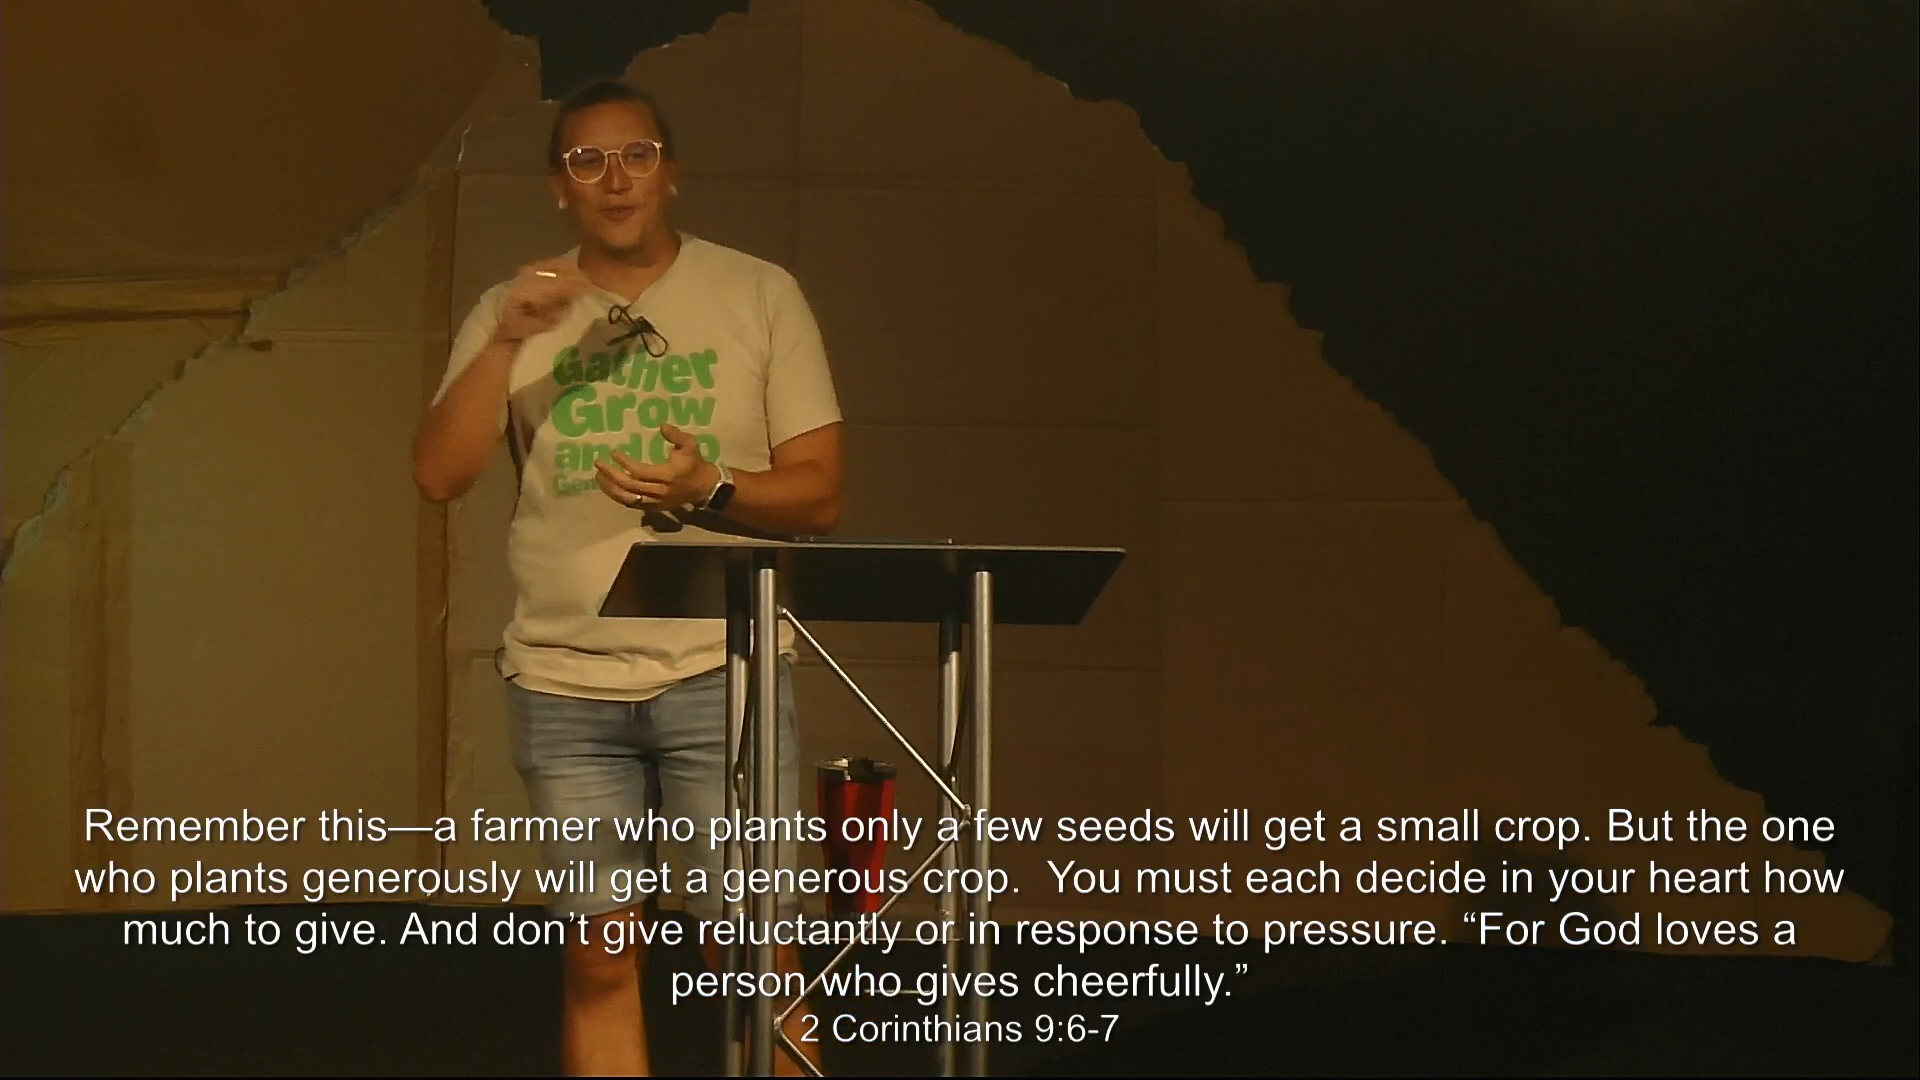 Gather
Grow
and Go
Remember this—a farmer who plants only a few seeds will get a small crop. But the one
who plants generously will get a generous crop.  You must each decide in your heart how
much to give. And don’t give reluctantly or in response to pressure. “For God loves a
person who gives cheerfully.”
2 Corinthians 9:6-7